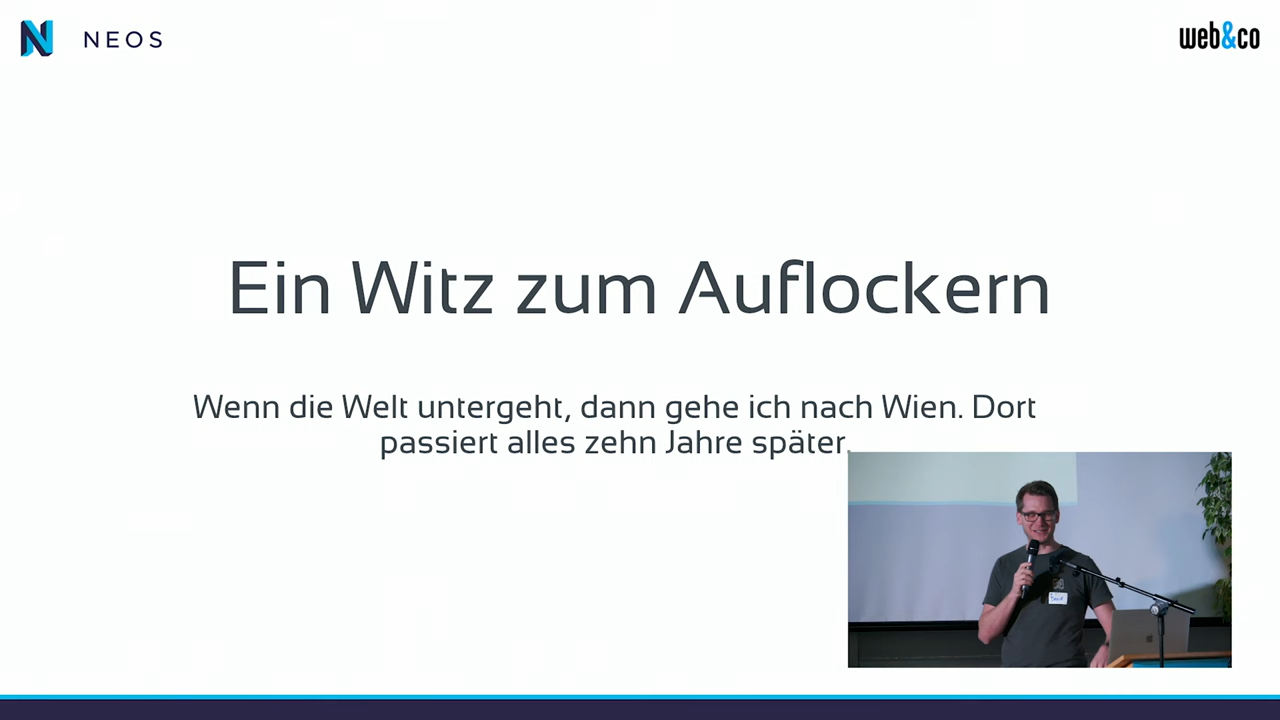 NEOS
web&co
Ein Witz zum Auflockern
Wenn die Welt untergeht, dann gehe ich nach Wien. Dort
passiert alles zehn Jahre später.